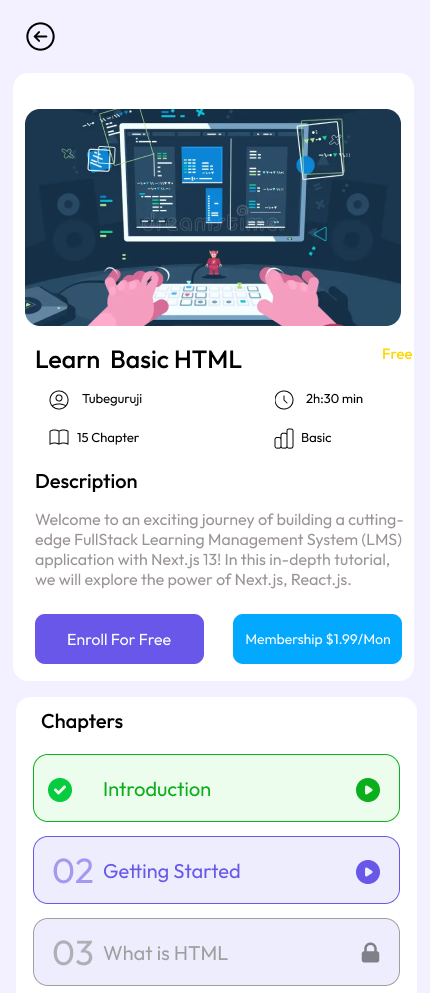 dreamstime
Learn Basic HTML
Free
Tubeguruji
2h:30 min
15 Chapter
Basic
Description
Welcome to an exciting journey of building a cutting-
edge FullStack Learning Management System (LMS)
application with Next.js 13! In this in-depth tutorial,
we will explore the power of Next.js, React.js.
Enroll For Free
Membership $1.99/Mon
Chapters
Introduction
02 Getting Started
03 What is HTML